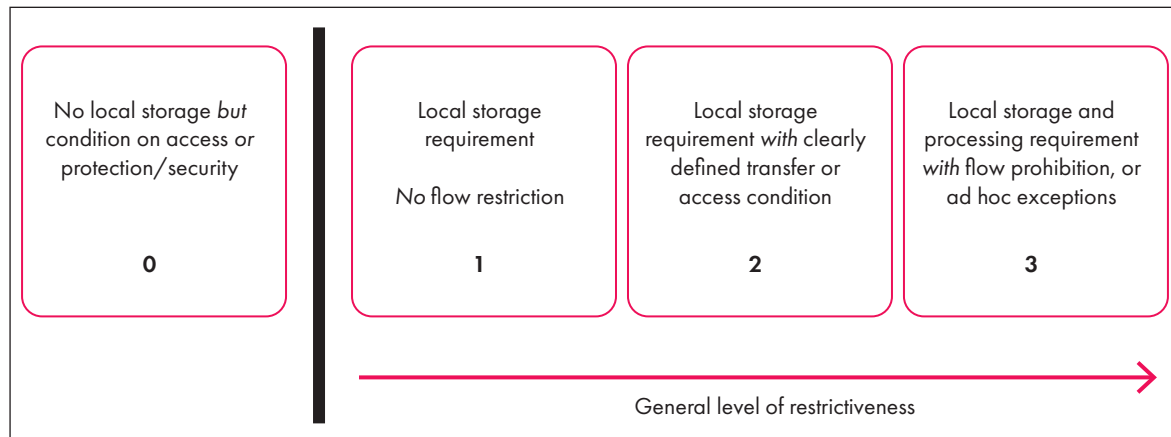 No local storage but
condition on access or
protection/security
0
Local storage
requirement
No flow restriction
1
Local storage
requirement with clearly
defined transfer or
access condition
2
Local storage and
processing requirement
with flow prohibition, or
ad hoc exceptions
3
General level of restrictiveness